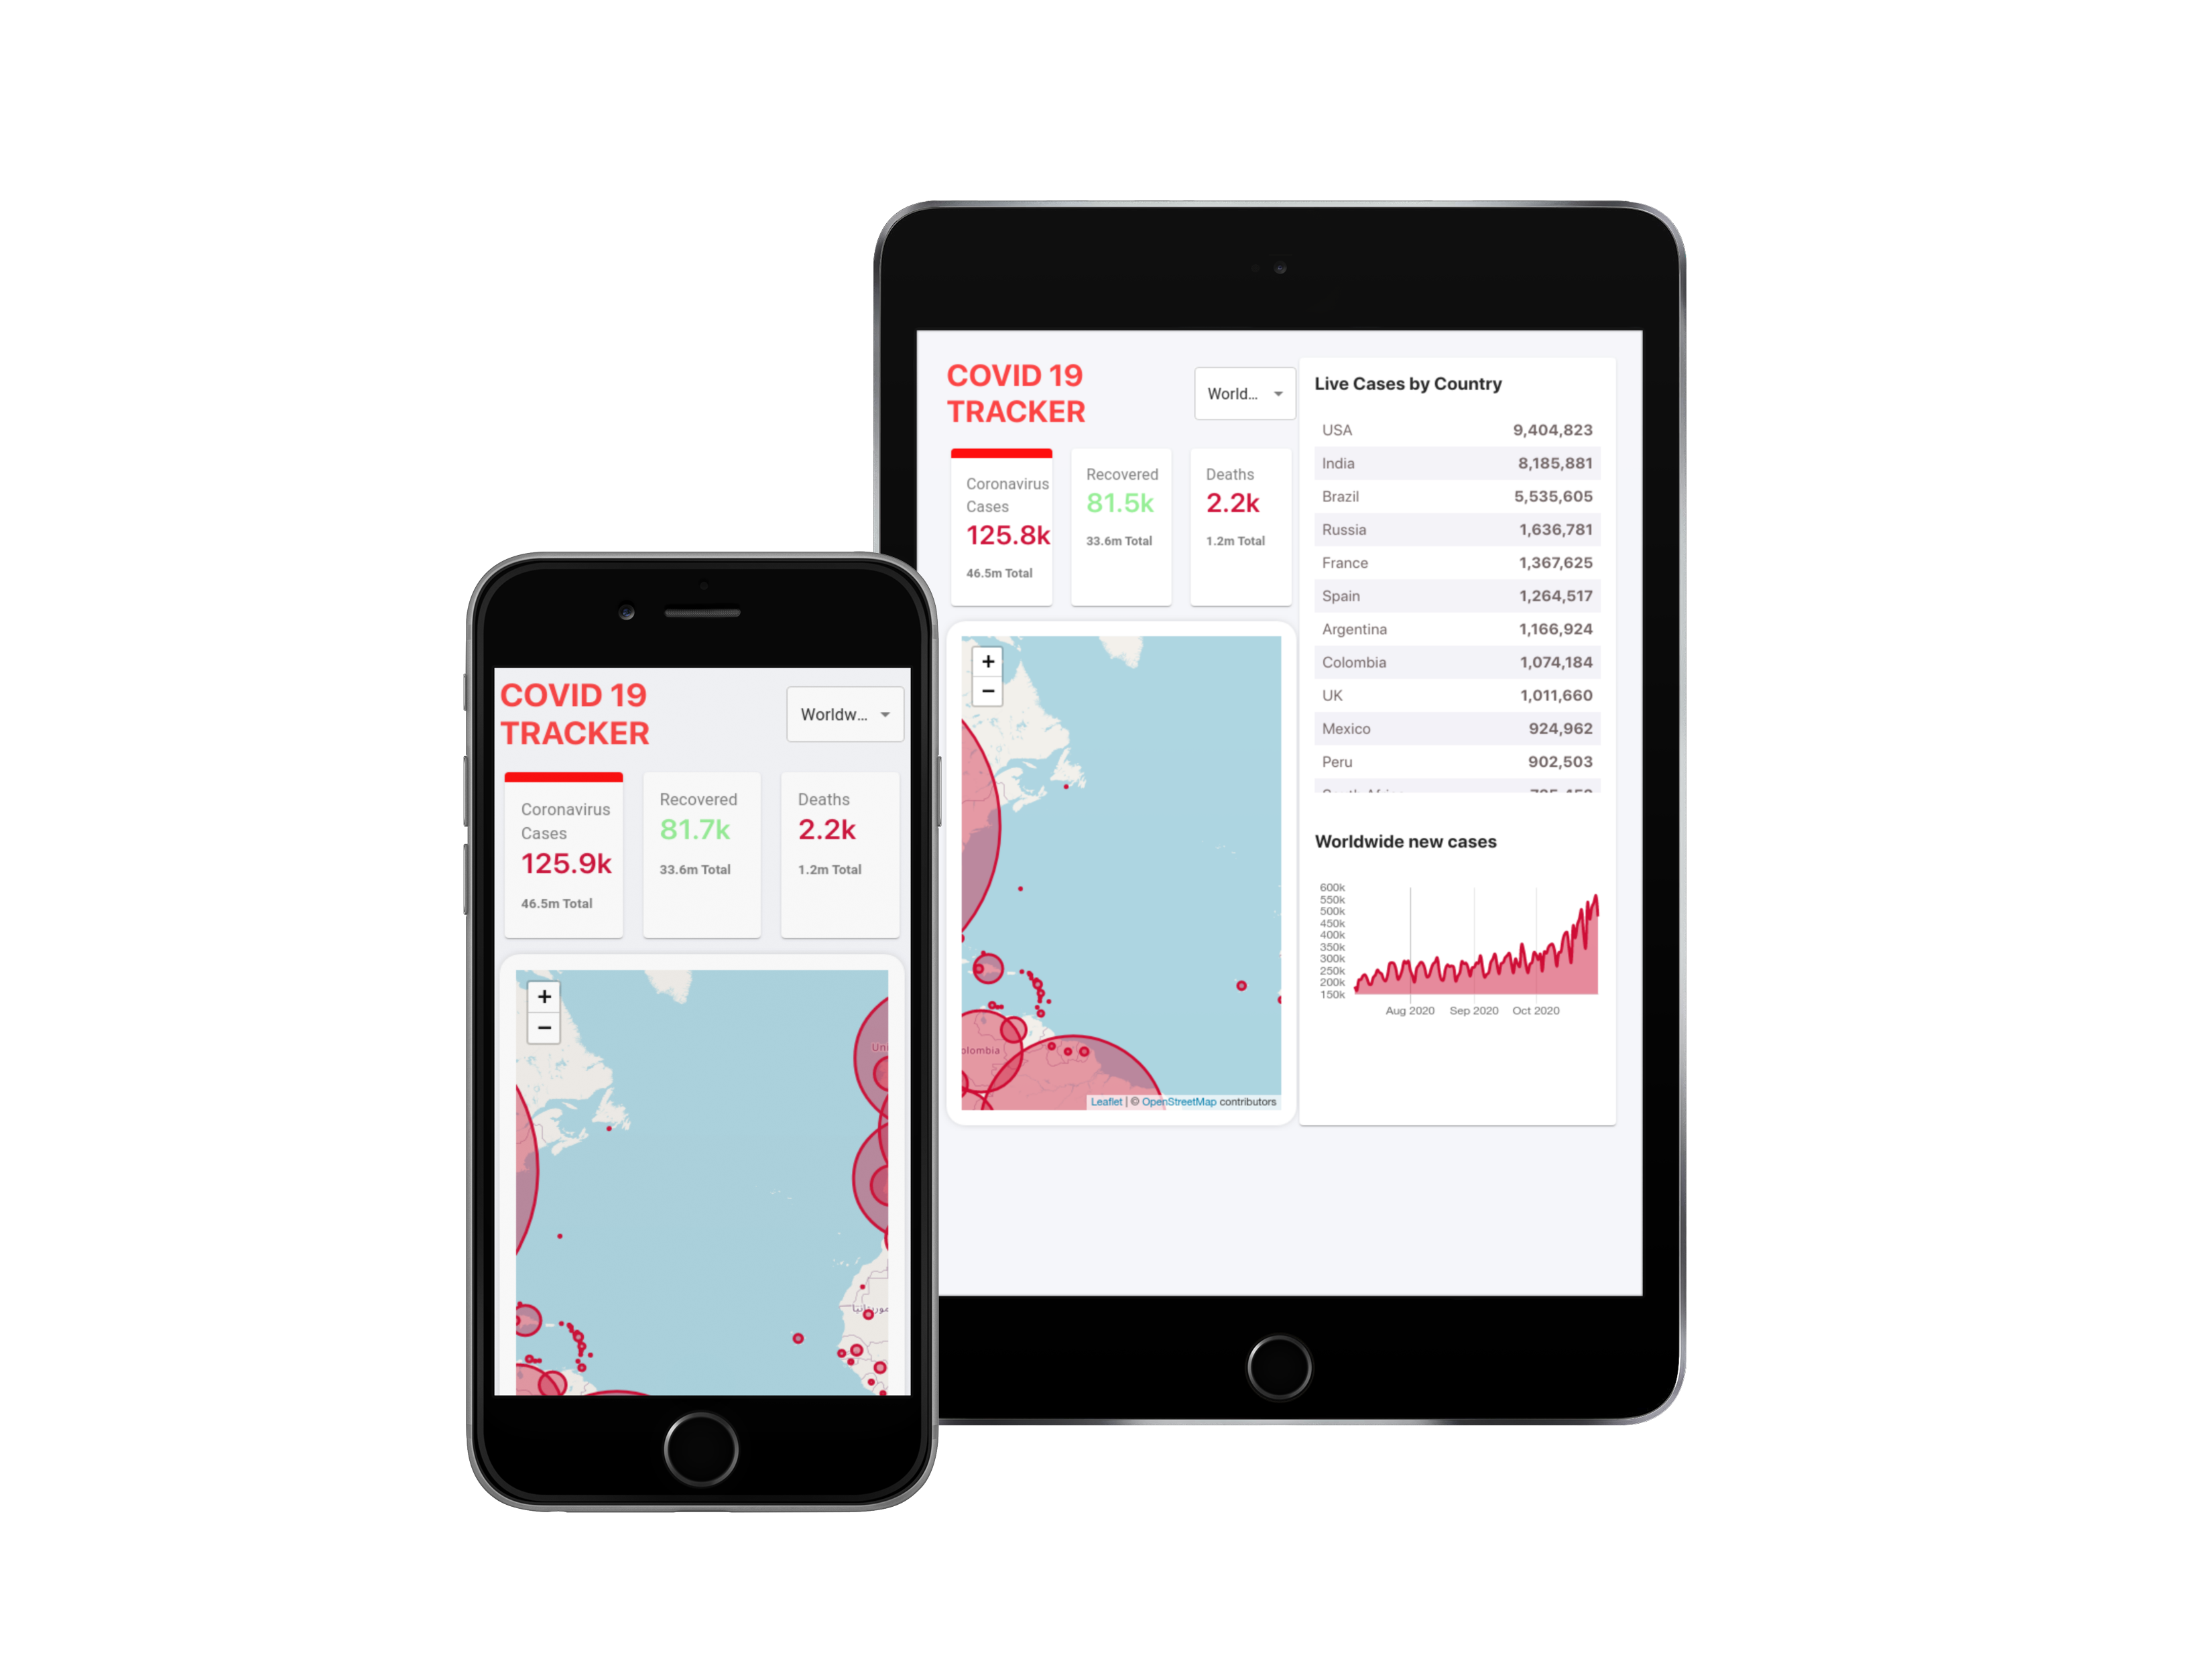 COVID 19
TRACKER
World...
Coronavirus
Cases
125.8k
46.5m Total
Recovered
81.5k
33.6m Total
Deaths
2.2k
1.2m Total
+
−
olombia
Leaflet | © OpenStreetMap contributors
Live Cases by Country
USA 9,404,823
India 8,185,881
Brazil 5,535,605
Russia 1,636,781
France 1,367,625
Spain 1,264,517
Argentina 1,166,924
Colombia 1,074,184
UK 1,011,660
Mexico 924,962
Peru 902,503
Worldwide new cases
600k
550k
500k
450k
400k
350k
300k
250k
200k
150k
Aug 2020 Sep 2020 Oct 2020
COVID 19
TRACKER
Worldw...
Coronavirus
Cases
125.9k
46.5m Total
Recovered
81.7k
33.6m Total
Deaths
2.2k
1.2m Total
+
−
Uni